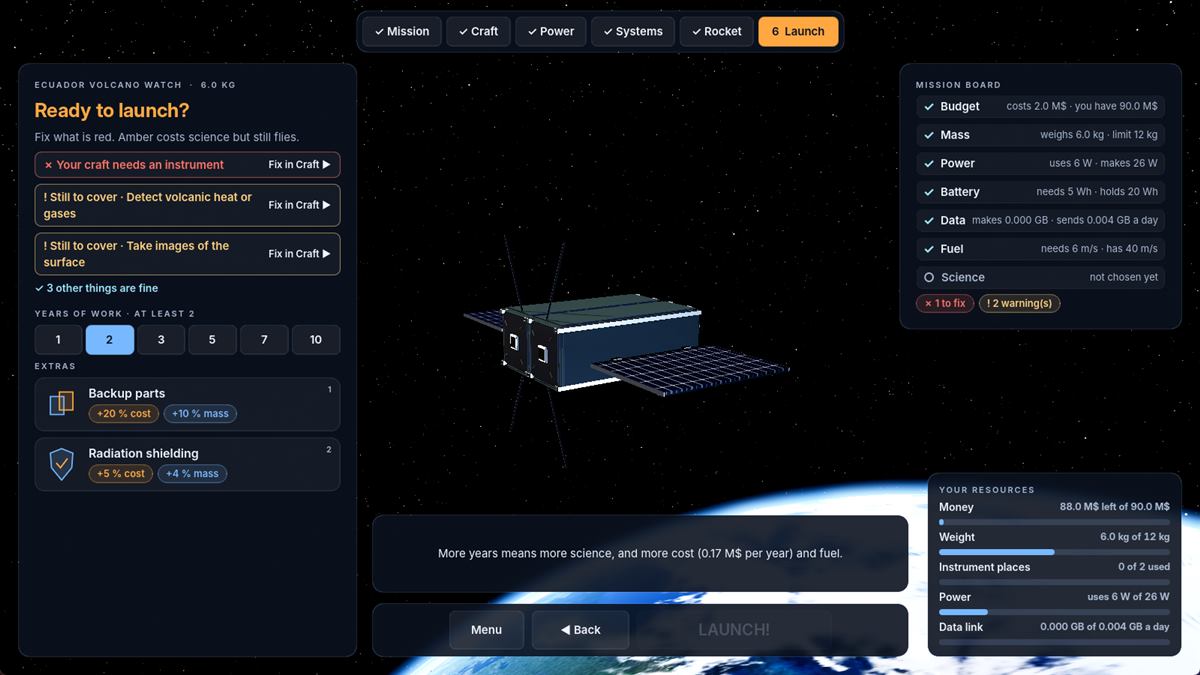 ✓ Mission ✓ Craft ✓ Power ✓ Systems ✓ Rocket 6 Launch
ECUADOR VOLCANO WATCH · 6.0 KG
Ready to launch?
Fix what is red. Amber costs science but still flies.
× Your craft needs an instrument Fix in Craft ▶
! Still to cover · Detect volcanic heat or
gases
Fix in Craft ▶
! Still to cover · Take images of the
surface
Fix in Craft ▶
✓ 3 other things are fine
YEARS OF WORK · AT LEAST 2
1 2 3 5 7 10
EXTRAS
Backup parts 1
+20 % cost +10 % mass
Radiation shielding 2
+5 % cost +4 % mass
More years means more science, and more cost (0.17 M$ per year) and fuel.
Menu ◀ Back LAUNCH!
MISSION BOARD
✓ Budget costs 2.0 M$ · you have 90.0 M$
✓ Mass weighs 6.0 kg · limit 12 kg
✓ Power uses 6 W · makes 26 W
✓ Battery needs 5 Wh · holds 20 Wh
✓ Data makes 0.000 GB · sends 0.004 GB a day
✓ Fuel needs 6 m/s · has 40 m/s
Science not chosen yet
× 1 to fix ! 2 warning(s)
YOUR RESOURCES
Money 88.0 M$ left of 90.0 M$
Weight 6.0 kg of 12 kg
Instrument places 0 of 2 used
Power uses 6 W of 26 W
Data link 0.000 GB of 0.004 GB a day